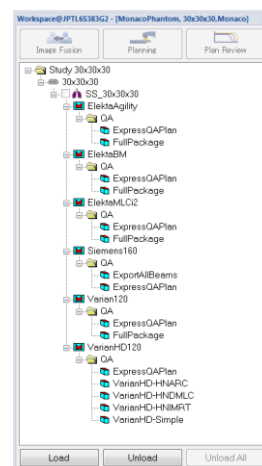 Workspace@JPTL65383G2 - [MonacoPhantom, 30x30x30,Monaco]
Image Fusion Planning Plan Review
Study 30x30x30
30x30x30
SS_30x30x30
ElektaAgility
QA
ExpressQAPlan
FullPackage
ElektaBM
QA
ExpressQAPlan
FullPackage
ElektaMLCi2
QA
ExpressQAPlan
FullPackage
Siemens160
QA
ExportAllBeams
ExpressQAPlan
Varian120
QA
ExpressQAPlan
FullPackage
VarianHD120
QA
ExpressQAPlan
VarianHD-HNARC
VarianHD-HNDMLC
VarianHD-HNIMRT
VarianHD-Simple
Load Unload Unload All